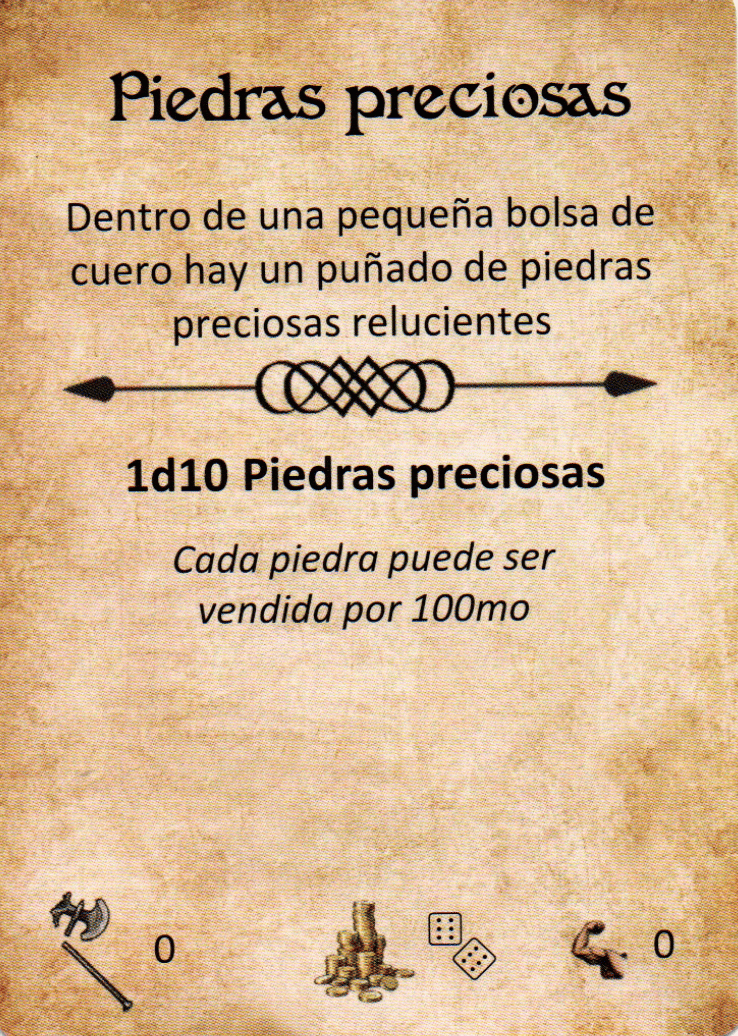 Piedras preciosas
Dentro de una pequeña bolsa de
cuero hay un puñado de piedras
preciosas relucientes
1d10 Piedras preciosas
Cada piedra puede ser
vendida por 100mo
0
0